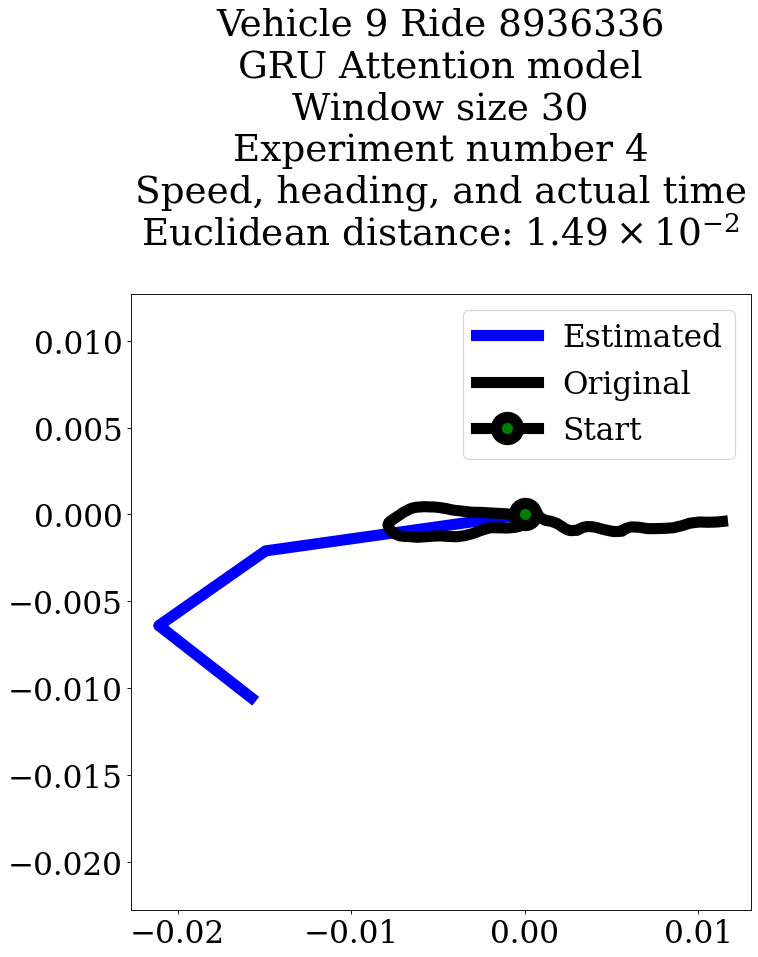 Vehicle 9 Ride 8936336
GRU Attention model
Window size 30
Experiment number 4
Speed, heading, and actual time
Euclidean distance: 1.49 × 10⁻²
Estimated
Original
Start
0.010
0.005
0.000
−0.005
−0.010
−0.015
−0.020
−0.02 −0.01 0.00 0.01